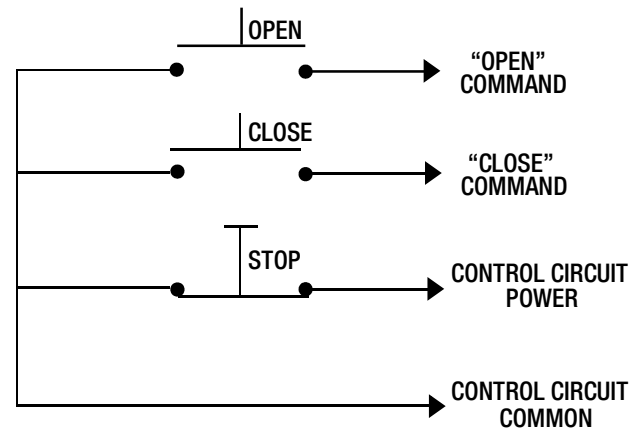 OPEN
“OPEN”
COMMAND
CLOSE
“CLOSE”
COMMAND
STOP
CONTROL CIRCUIT
POWER
CONTROL CIRCUIT
COMMON